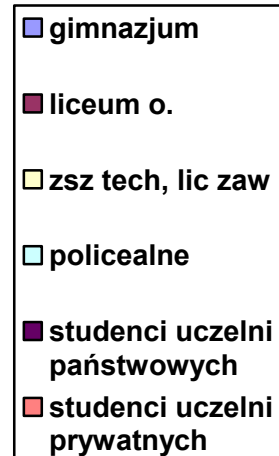 gimnazjum
liceum o.
zsz tech, lic zaw
policealne
studenci uczelni
państwowych
studenci uczelni
prywatnych